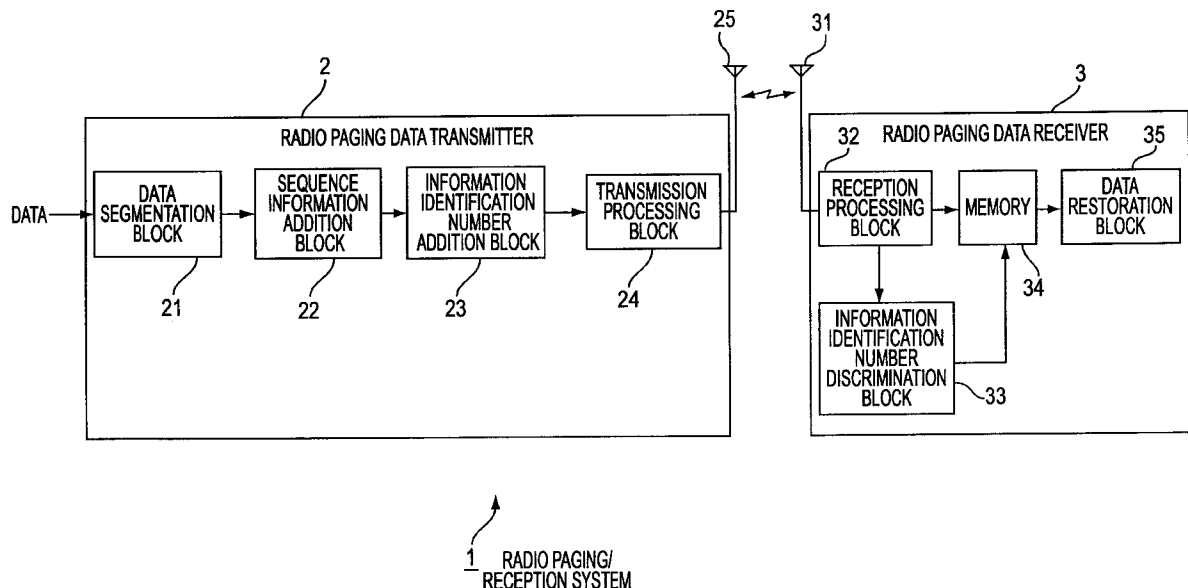 25
31
2
3
RADIO PAGING DATA TRANSMITTER
RADIO PAGING DATA RECEIVER
32
35
DATA
DATA
SEGMENTATION
BLOCK
SEQUENCE
INFORMATION
ADDITION
BLOCK
INFORMATION
IDENTIFICATION
NUMBER
ADDITION BLOCK
TRANSMISSION
PROCESSING
BLOCK
RECEPTION
PROCESSING
BLOCK
MEMORY
DATA
RESTORATION
BLOCK
21
22
23
24
34
INFORMATION
IDENTIFICATION
NUMBER
DISCRIMINATION
BLOCK
33
1
RADIO PAGING/
RECEPTION SYSTEM